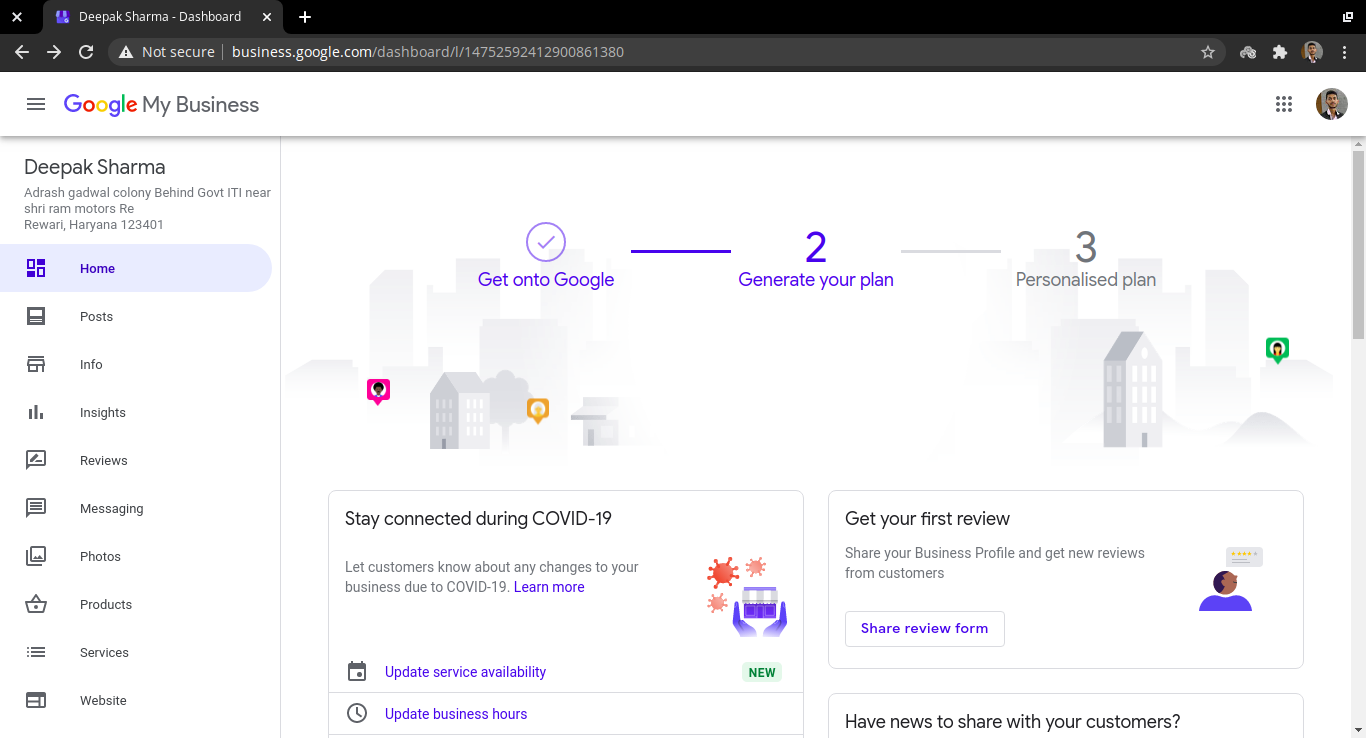 Deepak Sharma - Dashboard
Not secure business.google.com/dashboard/l/14752592412900861380
Google My Business
Deepak Sharma
Adrash gadwal colony Behind Govt ITI near
shri ram motors Re
Rewari, Haryana 123401
Home
Posts
Info
Insights
Reviews
Messaging
Photos
Products
Services
Website
2
3
Get onto Google
Generate your plan
Personalised plan
Stay connected during COVID-19
Let customers know about any changes to your
business due to COVID-19. Learn more
Update service availability
NEW
Update business hours
Get your first review
Share your Business Profile and get new reviews
from customers
Share review form
Have news to share with your customers?